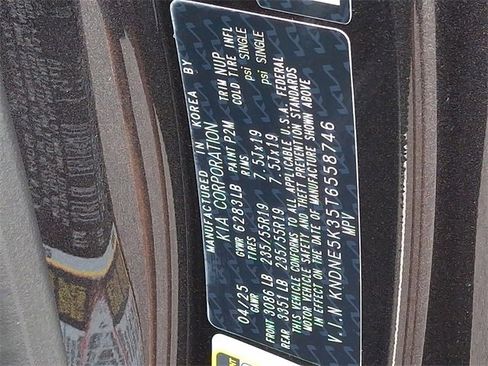 MANUFACTURED IN KOREA BY
KIA CORPORATION
04/25 GVWR 6283LB PAINT P2M TRIM NUP
GAWR TIRES RAMS COLD TIRE INFL
FRONT 3086LB 235/55R19 7.5Jx19 psi SINGLE
REAR 3351LB 235/55R19 7.5Jx19 psi SINGLE
THIS VEHICLE CONFORMS TO ALL APPLICABLE U.S.A. FEDERAL
MOTOR VEHICLE SAFETY AND THEFT PREVENTION STANDARDS
IN EFFECT ON THE DATE OF MANUFACTURE SHOWN ABOVE
V.I.N KNDNE5K35T6558746
MPV